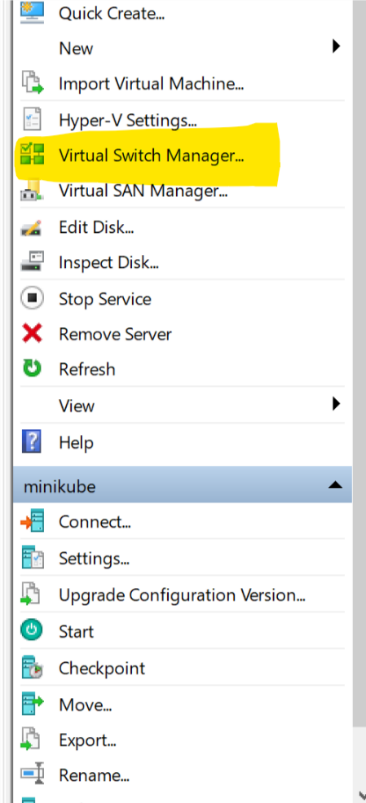 Quick Create...
New
Import Virtual Machine...
Hyper-V Settings...
Virtual Switch Manager...
Virtual SAN Manager...
Edit Disk...
Inspect Disk...
Stop Service
Remove Server
Refresh
View
Help
minikube
Connect...
Settings...
Upgrade Configuration Version...
Start
Checkpoint
Move...
Export...
Rename...